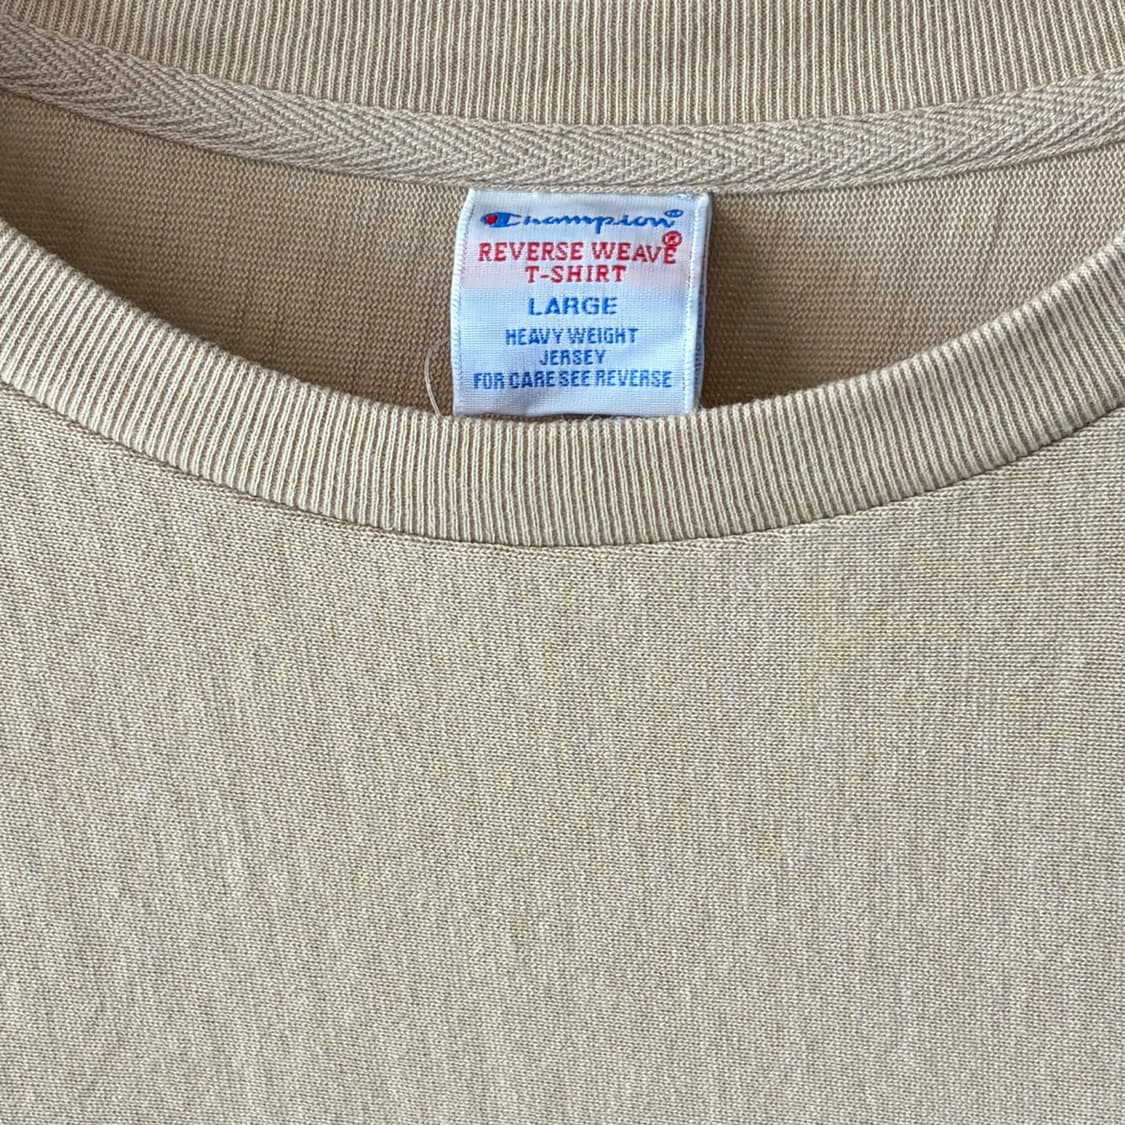 Champion®
REVERSE WEAVE®
T-SHIRT
LARGE
HEAVY WEIGHT
JERSEY
FOR CARE SEE REVERSE